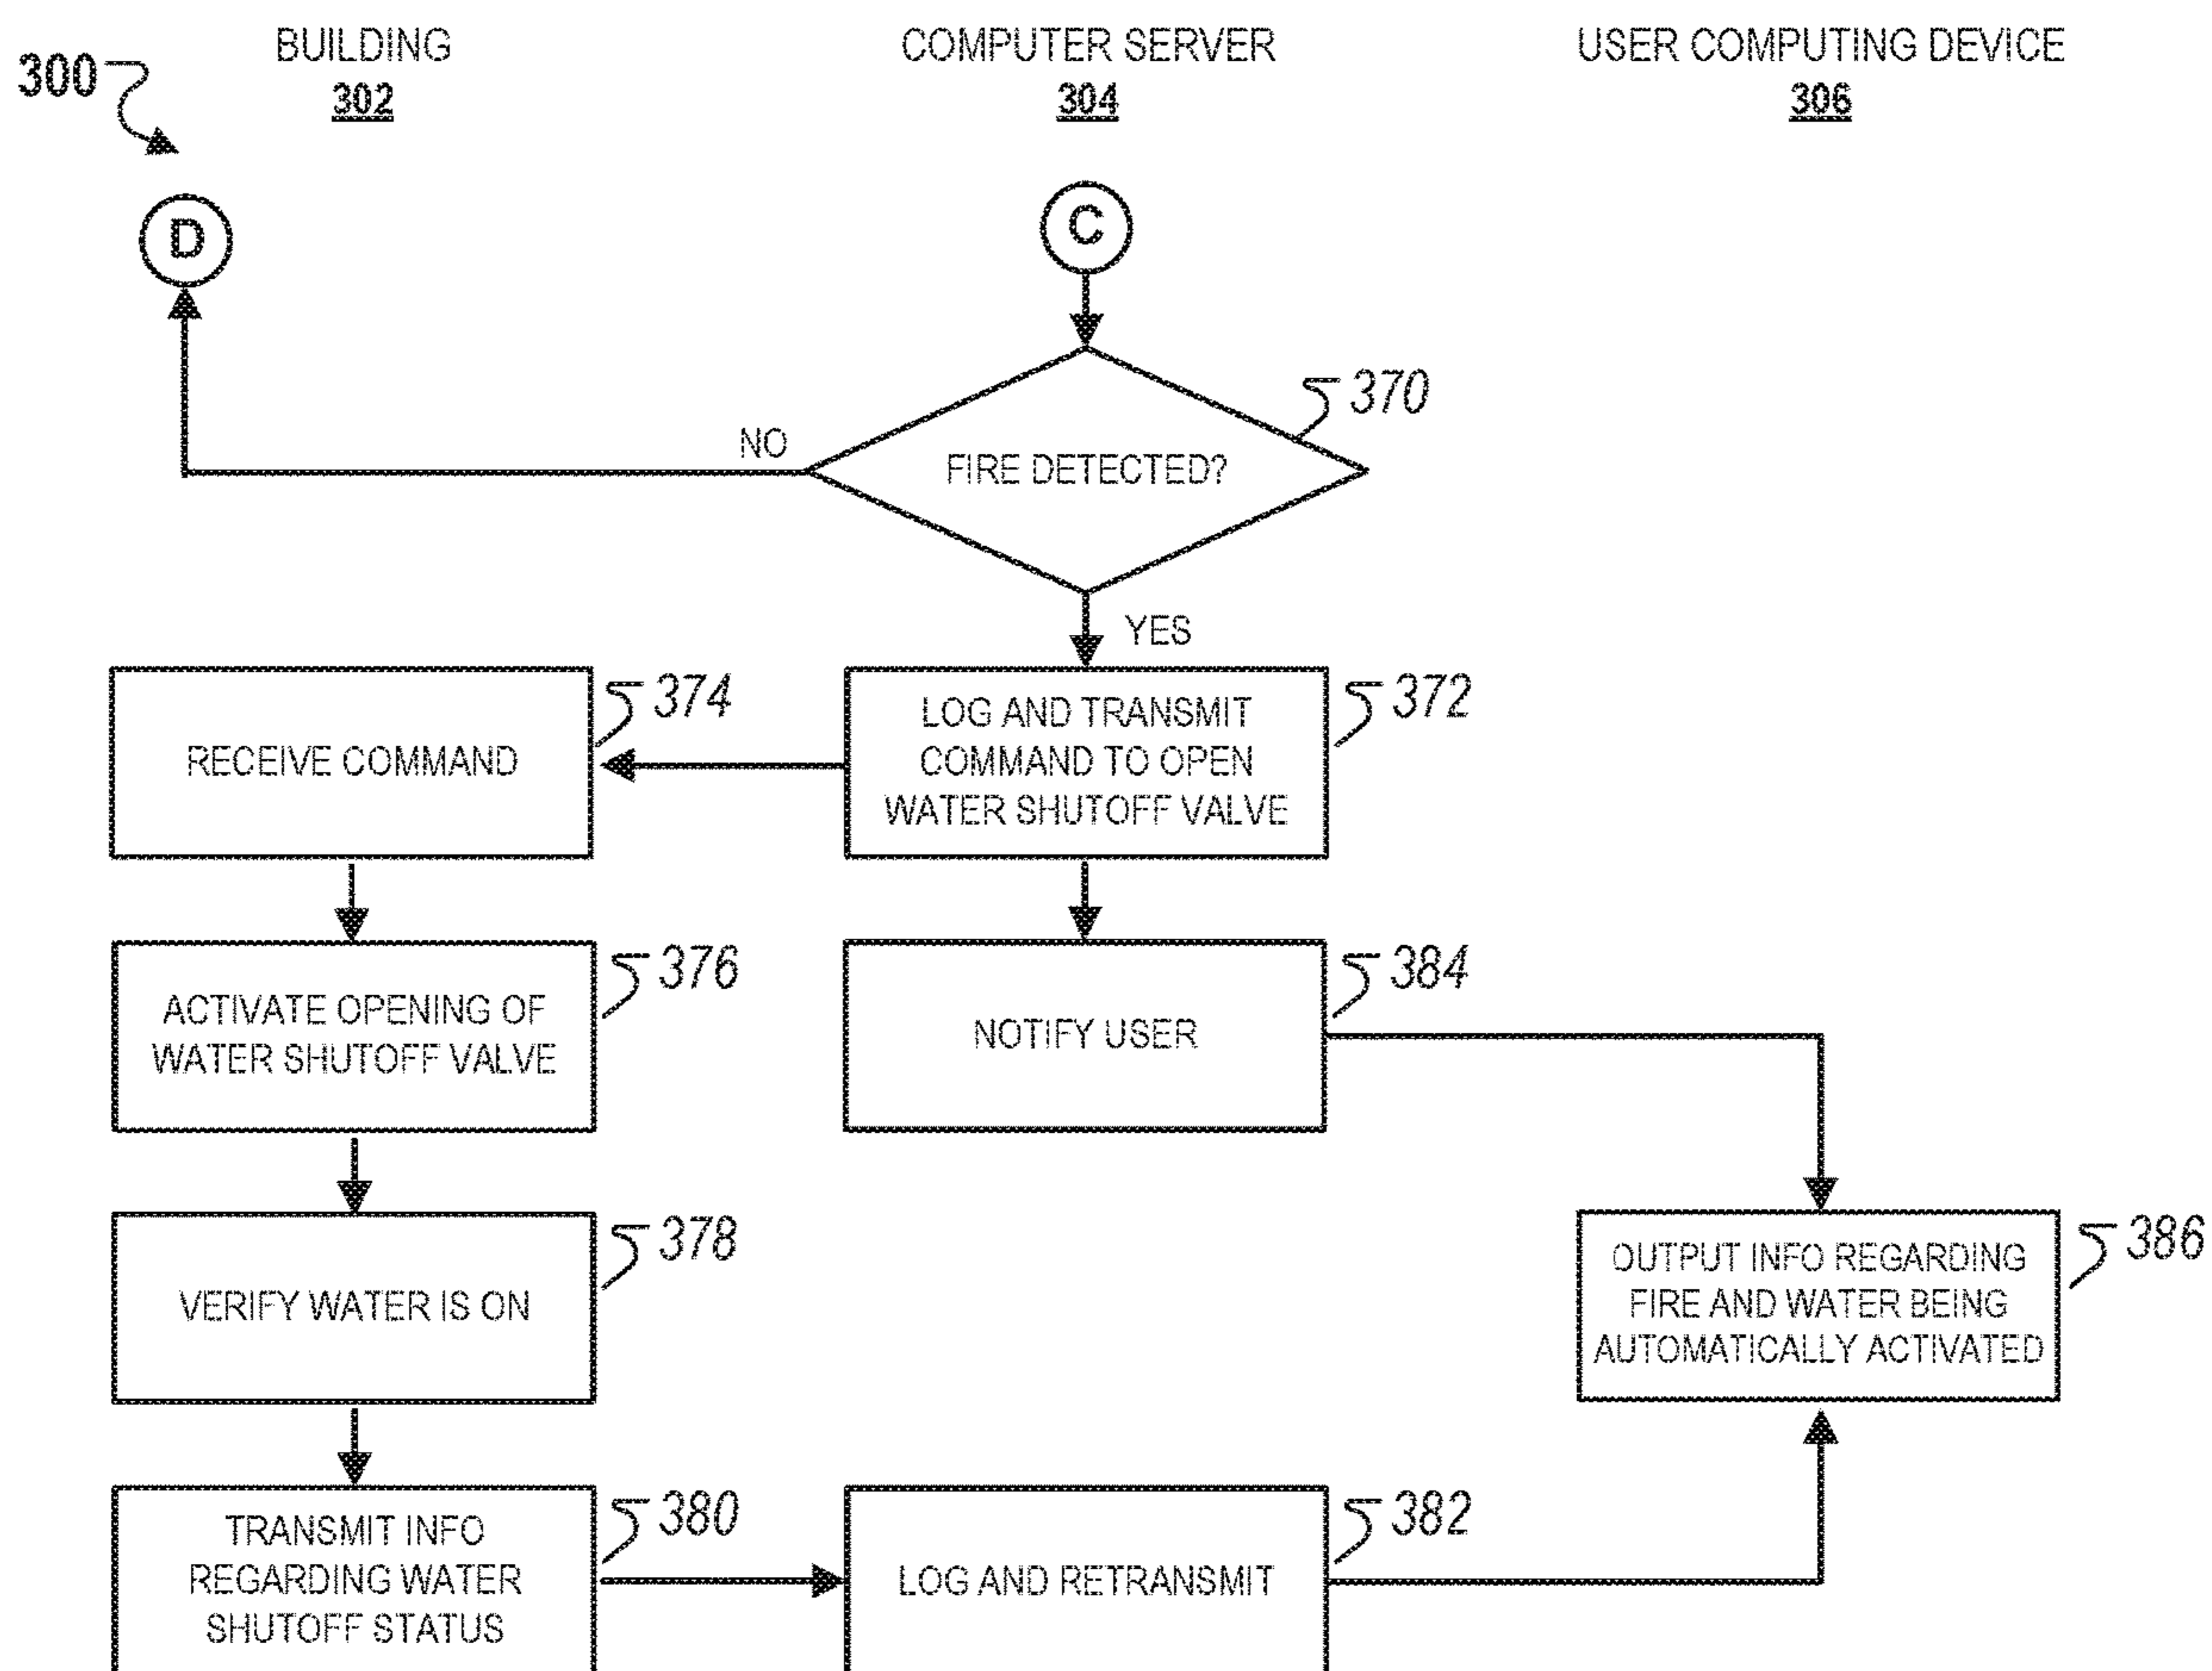 300
BUILDING
302
COMPUTER SERVER
304
USER COMPUTING DEVICE
306
D
C
370
NO
FIRE DETECTED?
YES
374
RECEIVE COMMAND
372
LOG AND TRANSMIT
COMMAND TO OPEN
WATER SHUTOFF VALVE
376
ACTIVATE OPENING OF
WATER SHUTOFF VALVE
384
NOTIFY USER
378
VERIFY WATER IS ON
386
OUTPUT INFO REGARDING
FIRE AND WATER BEING
AUTOMATICALLY ACTIVATED
380
TRANSMIT INFO
REGARDING WATER
SHUTOFF STATUS
382
LOG AND RETRANSMIT